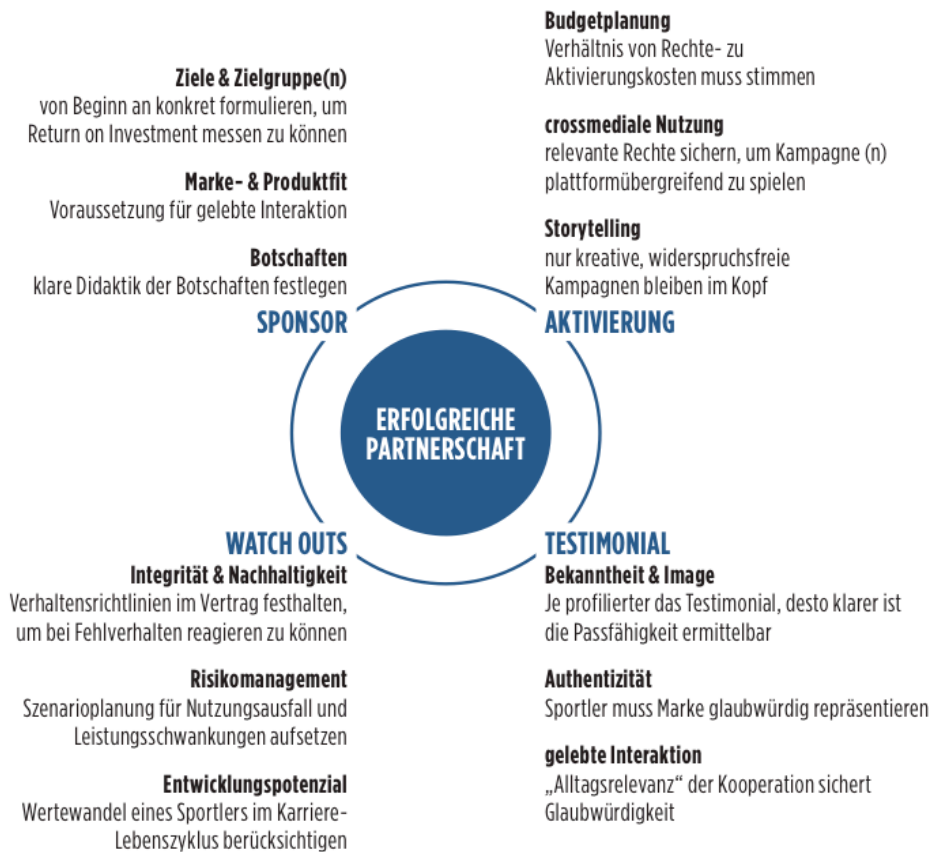 Ziele & Zielgruppe(n)
von Beginn an konkret formulieren, um
Return on Investment messen zu können
Marke- & Produktfit
Voraussetzung für gelebte Interaktion
Botschaften
klare Didaktik der Botschaften festlegen
SPONSOR
Budgetplanung
Verhältnis von Rechte- zu
Aktivierungskosten muss stimmen
crossmediale Nutzung
relevante Rechte sichern, um Kampagne (n)
plattformübergreifend zu spielen
Storytelling
nur kreative, widerspruchsfreie
Kampagnen bleiben im Kopf
AKTIVIERUNG
ERFOLGREICHE
PARTNERSCHAFT
WATCH OUTS
Integrität & Nachhaltigkeit
Verhaltensrichtlinien im Vertrag festhalten,
um bei Fehlverhalten reagieren zu können
Risikomanagement
Szenarioplanung für Nutzungsausfall und
Leistungsschwankungen aufsetzen
Entwicklungspotenzial
Wertewandel eines Sportlers im Karriere-
Lebenszyklus berücksichtigen
TESTIMONIAL
Bekanntheit & Image
Je profilierter das Testimonial, desto klarer ist
die Passfähigkeit ermittelbar
Authentizität
Sportler muss Marke glaubwürdig repräsentieren
gelebte Interaktion
„Alltagsrelevanz“ der Kooperation sichert
Glaubwürdigkeit